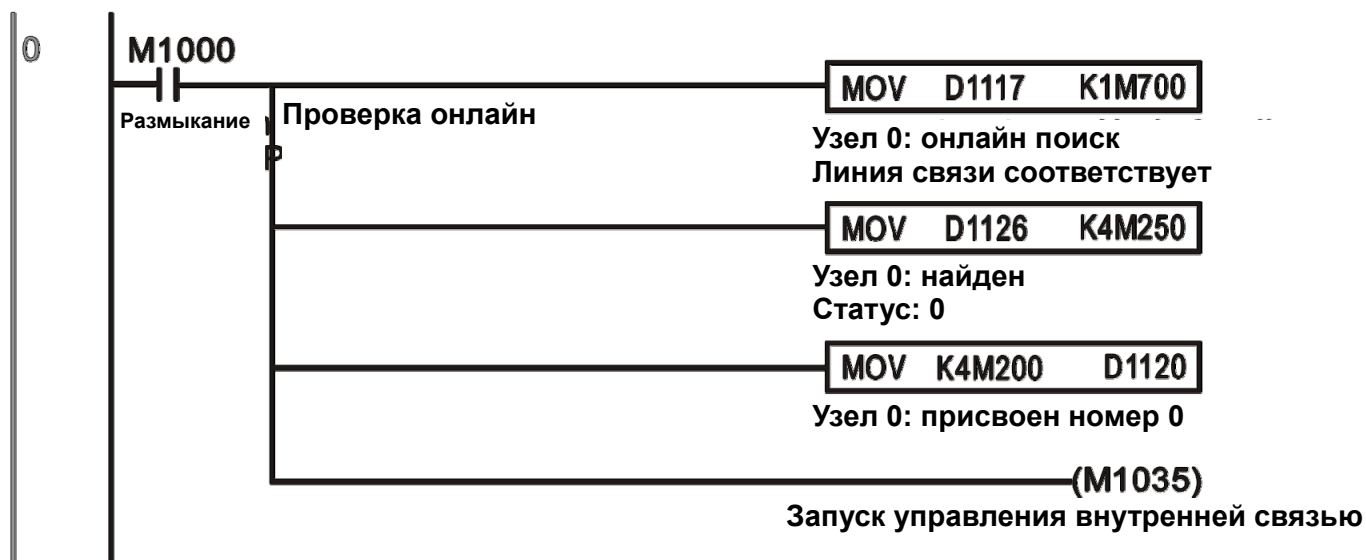 0
M1000
Размыкание
Проверка онлайн
P
MOV D1117 K1M700
Узел 0: онлайн поиск
Линия связи соответствует
MOV D1126 K4M250
Узел 0: найден
Статус: 0
MOV K4M200 D1120
Узел 0: присвоен номер 0
(M1035)
Запуск управления внутренней связью